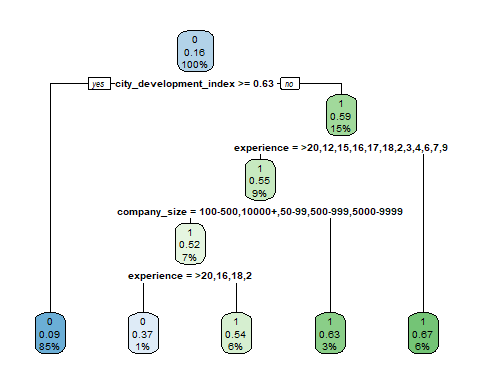 0
0.16
100%
yes city_development_index >= 0.63 no
1
0.59
15%
experience = >20,12,15,16,17,18,2,3,4,6,7,9
1
0.55
9%
company_size = 100-500,10000+,50-99,500-999,5000-9999
1
0.52
7%
experience = >20,16,18,2
0 0 1 1 1
0.09 0.37 0.54 0.63 0.67
85% 1% 6% 3% 6%